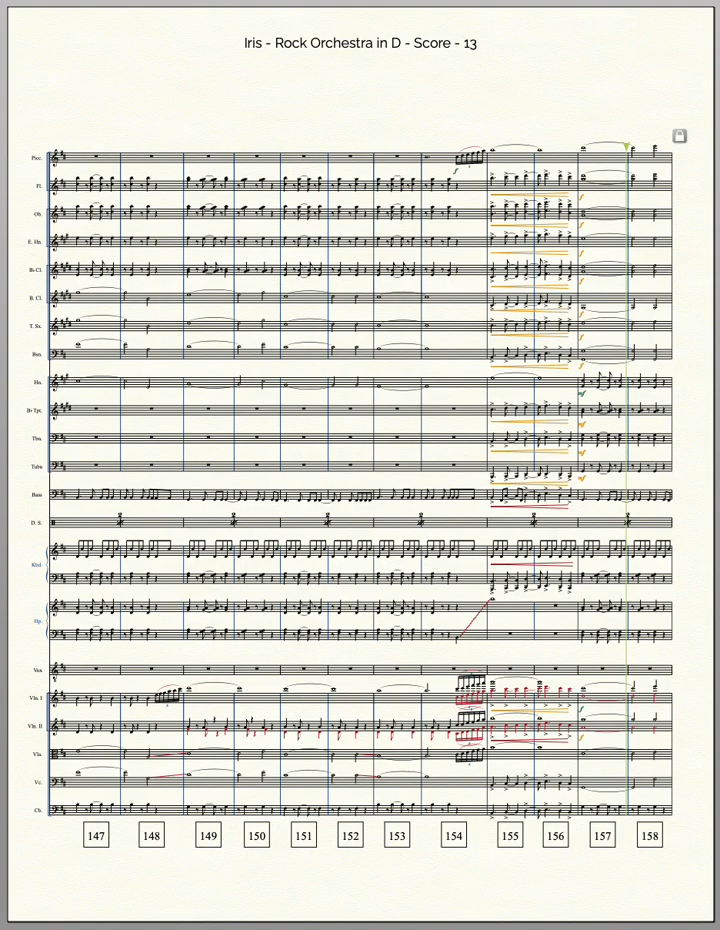 Iris - Rock Orchestra in D - Score - 13
Picc.
Fl.
Ob.
E. Hn.
B♭ Cl.
B. Cl.
T. Sx.
Bsn.
Hn.
B♭ Tpt.
Tbn.
Tuba
Bass
D. S.
Kbd.
Hp.
Vox
Vln. I
Vln. II
Vla.
Vc.
Cb.
147 148 149 150 151 152 153 154 155 156 157 158